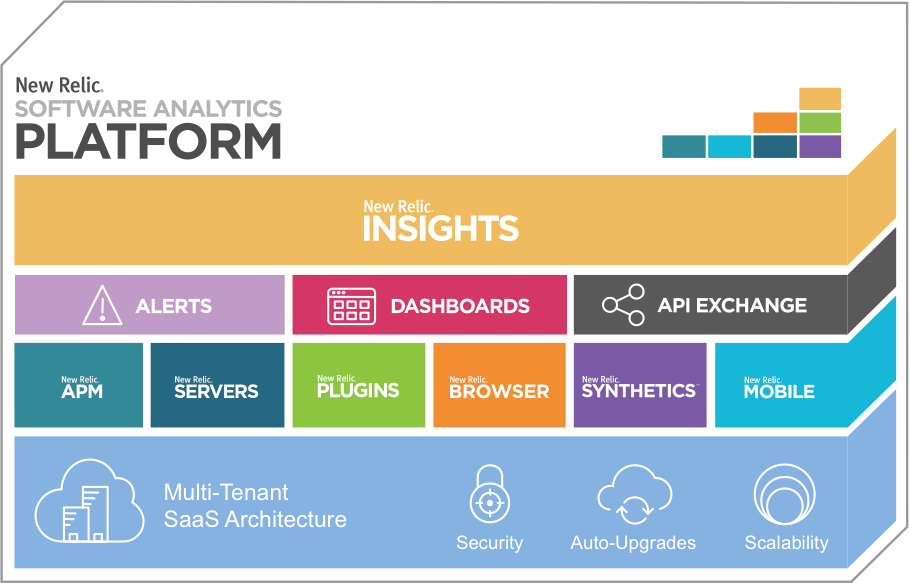 New Relic.
SOFTWARE ANALYTICS
PLATFORM
New Relic.
INSIGHTS
ALERTS
DASHBOARDS
API EXCHANGE
New Relic.
APM
New Relic.
SERVERS
New Relic.
PLUGINS
New Relic.
BROWSER
New Relic.
SYNTHETICS™
New Relic.
MOBILE
Multi-Tenant
SaaS Architecture
Security
Auto-Upgrades
Scalability